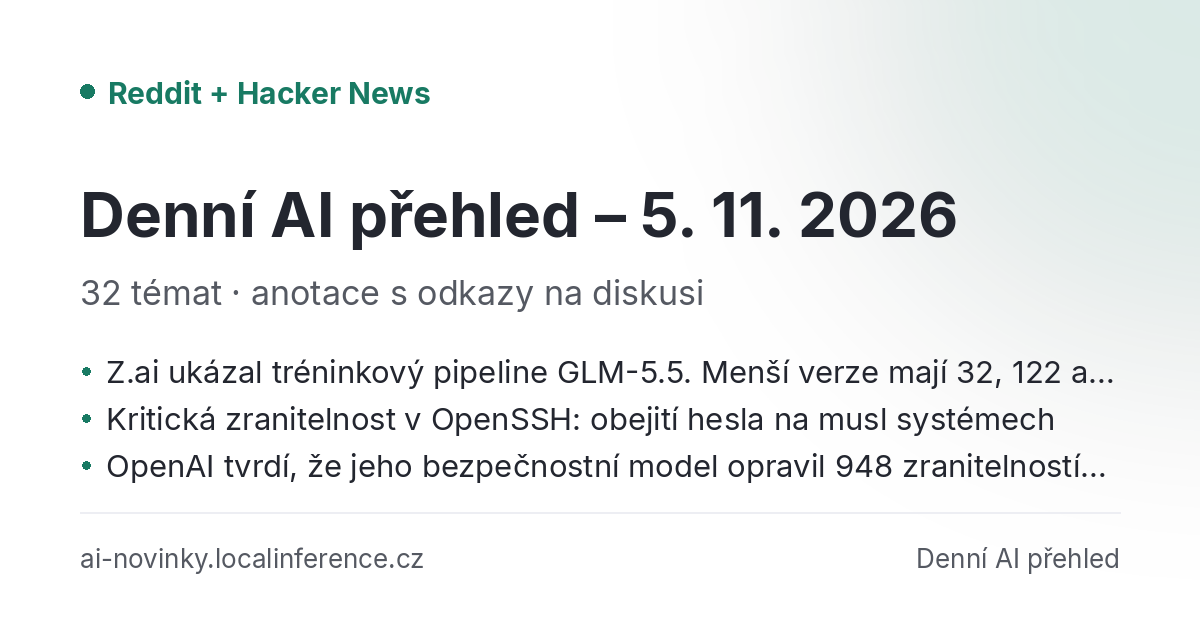 Reddit + Hacker News
Denní AI přehled – 5. 11. 2026
32 témat · anotace s odkazy na diskusi
• Z.ai ukázal tréninkový pipeline GLM-5.5. Menší verze mají 32, 122 a…
• Kritická zranitelnost v OpenSSH: obejití hesla na musl systémech
• OpenAI tvrdí, že jeho bezpečnostní model opravil 948 zranitelností…
ai-novinky.localinference.cz
Denní AI přehled